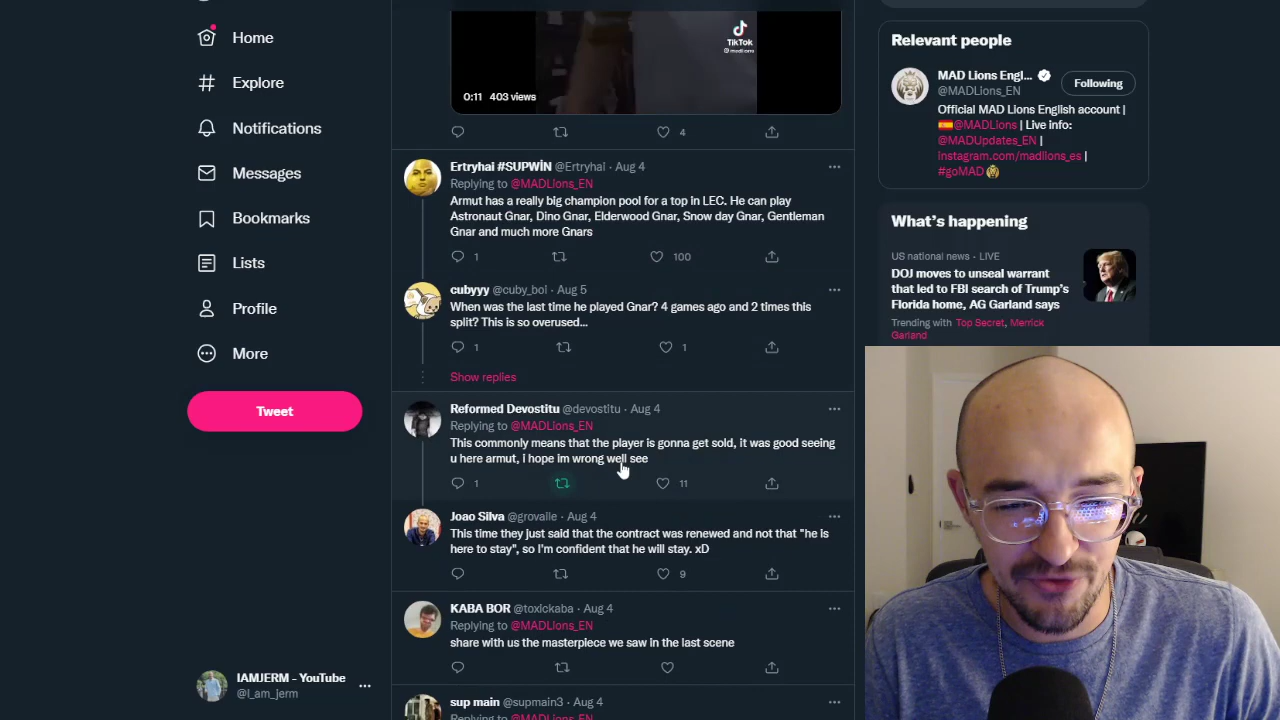 Home
Explore
Notifications
Messages
Bookmarks
Lists
Profile
More
Tweet
IAMJERM - YouTube
@I_am_jerm
TikTok
0:11 403 views
4
Ertryhai #SUPWİN @Ertryhai · Aug 4
Replying to @MADLions_EN
Armut has a really big champion pool for a top in LEC. He can play
Astronaut Gnar, Dino Gnar, Elderwood Gnar, Snow day Gnar, Gentleman
Gnar and much more Gnars
1 100
cubyyy @cuby_bol · Aug 5
When was the last time he played Gnar? 4 games ago and 2 times this
split? This is so overused...
1 1
Show replies
Reformed Devostitu @devostitu · Aug 4
Replying to @MADLions_EN
This commonly means that the player is gonna get sold, it was good seeing
u here armut, i hope im wrong well see
1 11
Joao Silva @grovalle · Aug 4
This time they just said that the contract was renewed and not that "he is
here to stay", so I'm confident that he will stay. xD
9
KABA BOR @toxickaba · Aug 4
Replying to @MADLions_EN
share with us the masterpiece we saw in the last scene
sup main @supmain3 · Aug 4
Replying to @MADLions_EN
Relevant people
MAD Lions Engl...
@MADLions_EN
Following
Official MAD Lions English account |
@MADLions | Live info:
@MADUpdates_EN |
instagram.com/madlions_es |
#goMAD
What's happening
US national news · LIVE
DOJ moves to unseal warrant
that led to FBI search of Trump's
Florida home, AG Garland says
Trending with Top Secret, Merrick
Garland